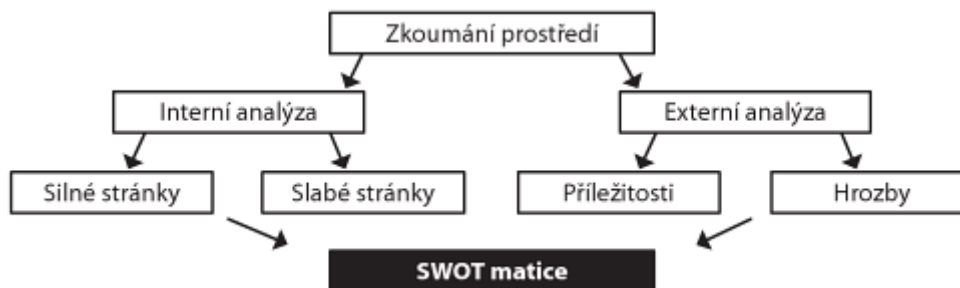 Zkoumání prostředí
Interní analýza
Externí analýza
Silné stránky
Slabé stránky
Příležitosti
Hrozby
SWOT matice